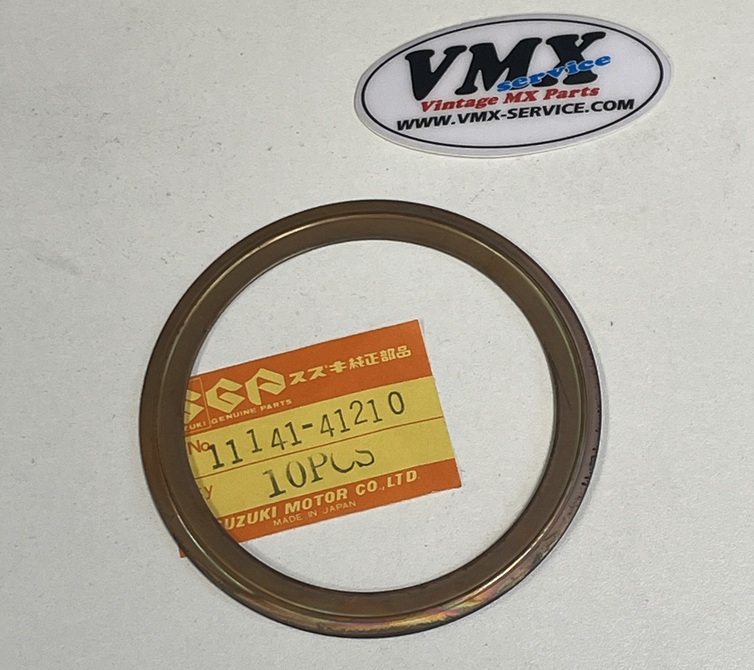 VMX
service
Vintage MX Parts
WWW.VMX-SERVICE.COM
SGP スズキ純正部品
UZUKI GENUINE PARTS
No. 11141-41210
10PCS
SUZUKI MOTOR CO.,LTD.
MADE IN JAPAN